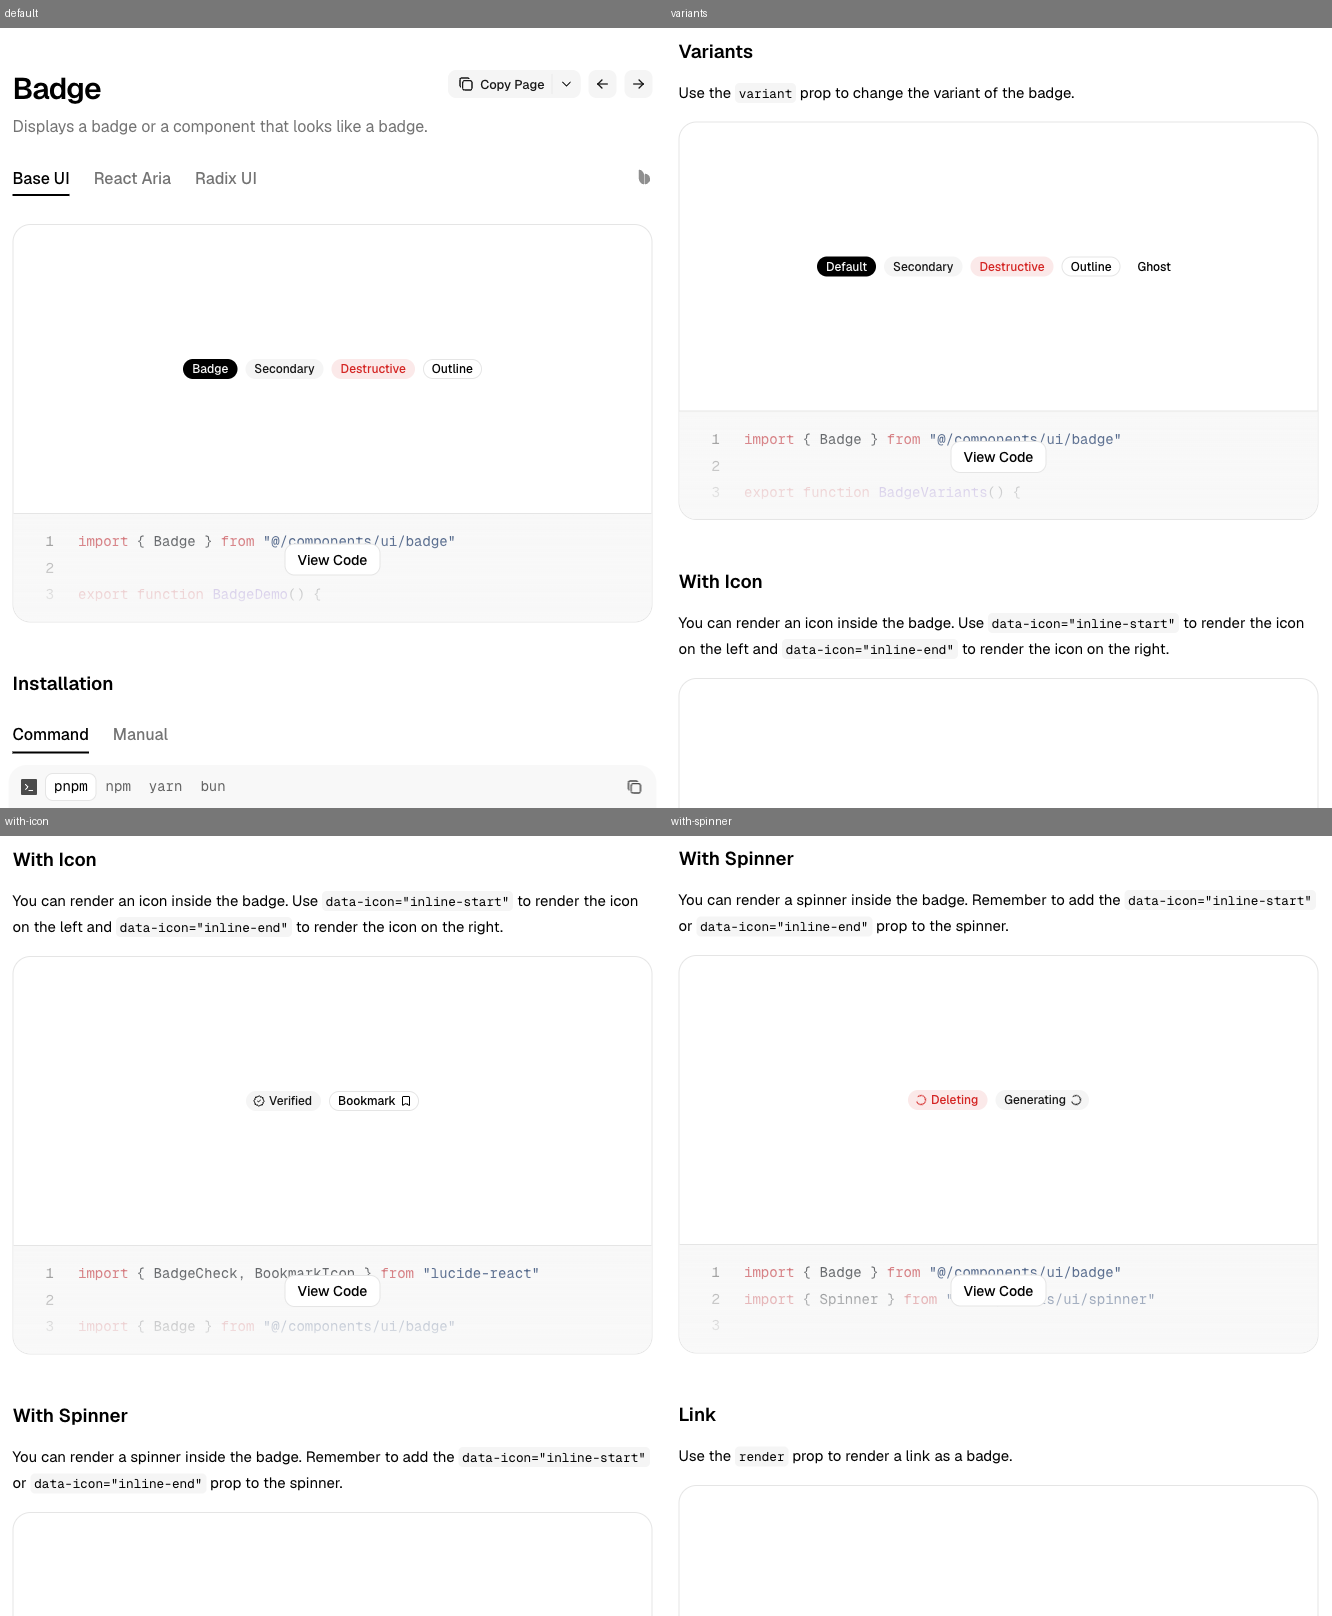 default
Badge
Copy Page
Displays a badge or a component that looks like a badge.
Base UI React Aria Radix UI
Badge Secondary Destructive Outline
1 import { Badge } from "@/components/ui/badge"
2
3 export function BadgeDemo() {
View Code
Installation
Command Manual
pnpm npm yarn bun
variants
Variants
Use the variant prop to change the variant of the badge.
Default Secondary Destructive Outline Ghost
1 import { Badge } from "@/components/ui/badge"
2
3 export function BadgeVariants() {
View Code
With Icon
You can render an icon inside the badge. Use data-icon="inline-start" to render the icon
on the left and data-icon="inline-end" to render the icon on the right.
with-icon
With Icon
You can render an icon inside the badge. Use data-icon="inline-start" to render the icon
on the left and data-icon="inline-end" to render the icon on the right.
Verified Bookmark
1 import { BadgeCheck, BookmarkIcon } from "lucide-react"
2
3 import { Badge } from "@/components/ui/badge"
View Code
With Spinner
You can render a spinner inside the badge. Remember to add the data-icon="inline-start"
or data-icon="inline-end" prop to the spinner.
with-spinner
With Spinner
You can render a spinner inside the badge. Remember to add the data-icon="inline-start"
or data-icon="inline-end" prop to the spinner.
Deleting Generating
1 import { Badge } from "@/components/ui/badge"
2 import { Spinner } from "s/ui/spinner"
3
View Code
Link
Use the render prop to render a link as a badge.